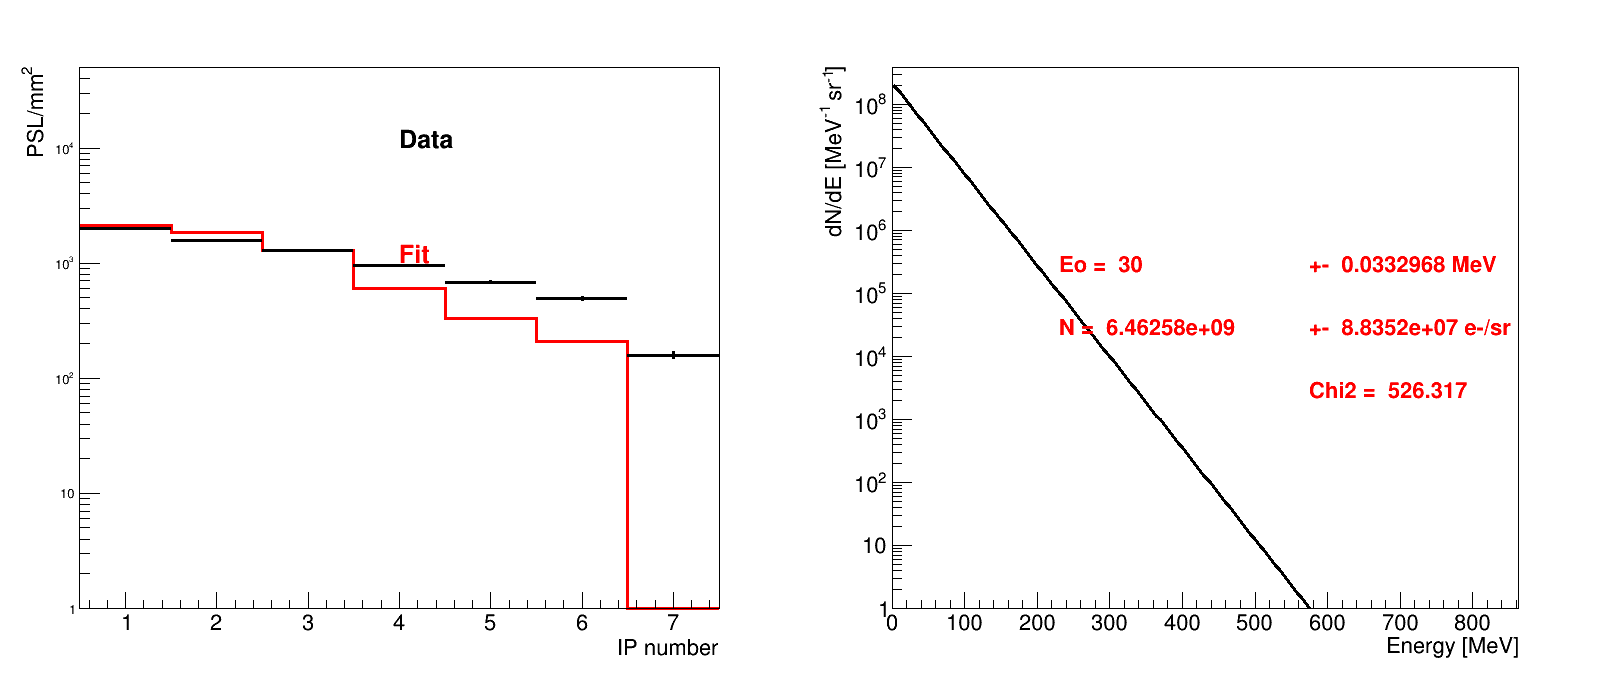 PSL/mm²
10⁴
10³
10²
10
1
Data
Fit
1 2 3 4 5 6 7
IP number
dN/dE [MeV⁻¹ sr⁻¹]
10⁸
10⁷
10⁶
10⁵
10⁴
10³
10²
10
1
Eo = 30 +- 0.0332968 MeV
N = 6.46258e+09 +- 8.8352e+07 e-/sr
Chi2 = 526.317
0 100 200 300 400 500 600 700 800
Energy [MeV]